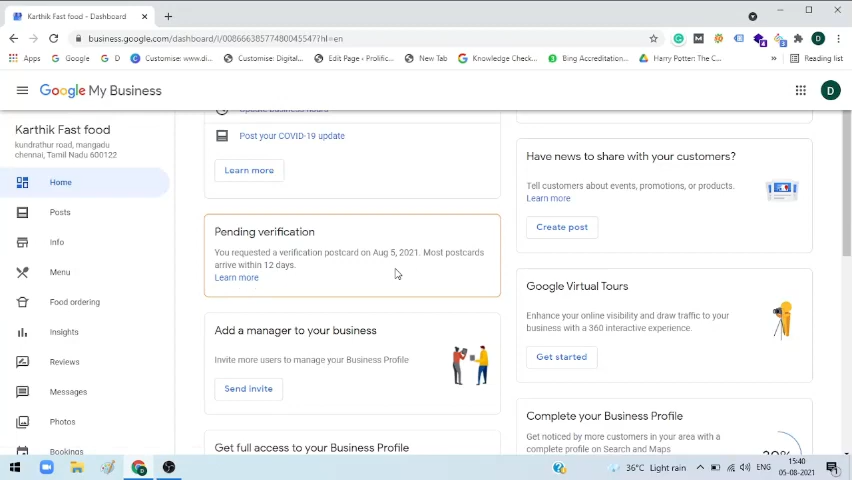 Karthik Fast food - Dashboard
business.google.com/dashboard/l/00866638577480045547?hl=en
Apps Google G D Customise: www.di... Customise: Digital... Edit Page - Prolific... New Tab Knowledge Check... Bing Accreditation... Harry Potter: The C... » Reading list
Google My Business
D
Karthik Fast food
kundrathur road, mangadu
chennai, Tamil Nadu 600122
Home
Posts
Info
Menu
Food ordering
Insights
Reviews
Messages
Photos
Bookings
Update business hours
Post your COVID-19 update
Learn more
Pending verification
You requested a verification postcard on Aug 5, 2021. Most postcards
arrive within 12 days.
Learn more
Add a manager to your business
Invite more users to manage your Business Profile
Send invite
Get full access to your Business Profile
Have news to share with your customers?
Tell customers about events, promotions, or products.
Learn more
Create post
Google Virtual Tours
Enhance your online visibility and draw traffic to your
business with a 360 interactive experience.
Get started
Complete your Business Profile
Get noticed by more customers in your area with a
complete profile on Search and Maps
36°C Light rain
ENG
15:40
05-08-2021